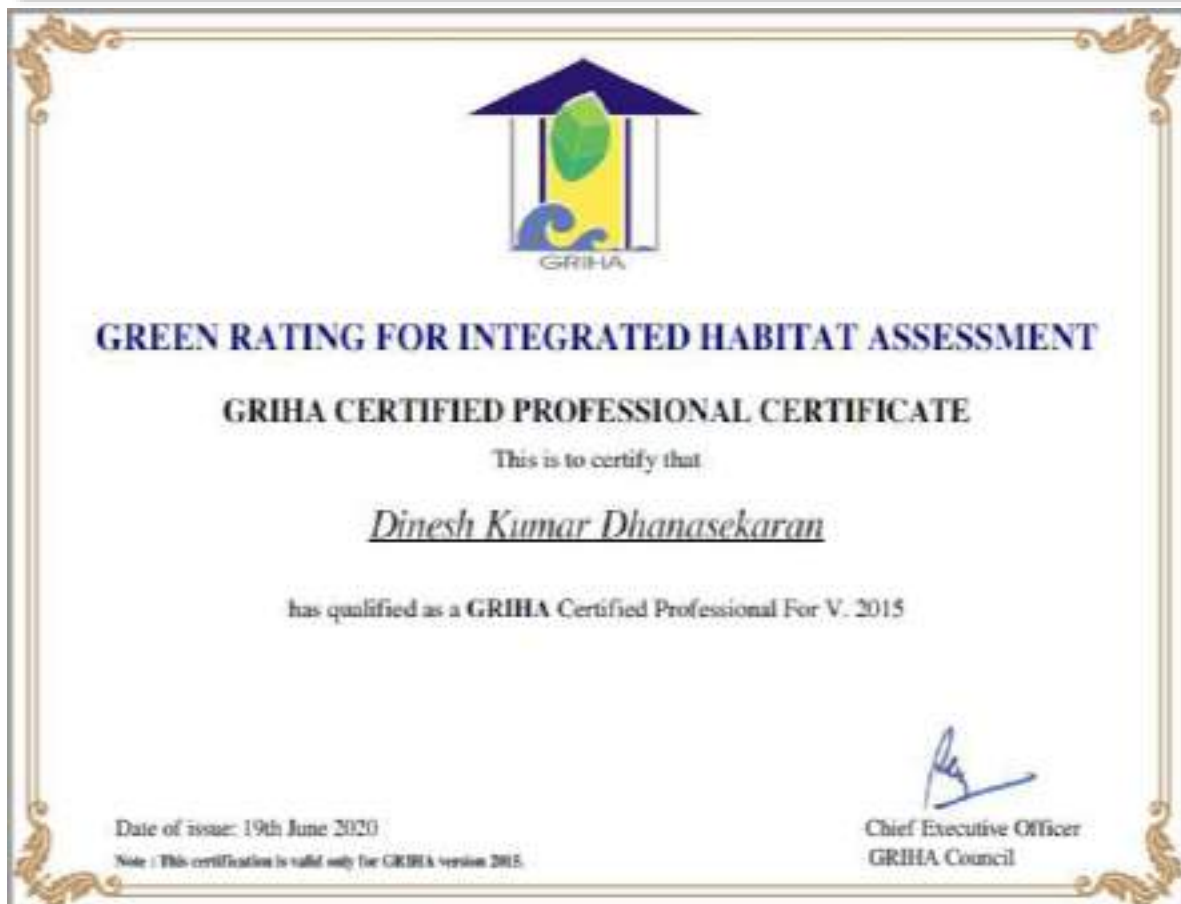 GRIHA
GREEN RATING FOR INTEGRATED HABITAT ASSESSMENT
GRIHA CERTIFIED PROFESSIONAL CERTIFICATE
This is to certify that
Dinesh Kumar Dhanasekaran
has qualified as a GRIHA Certified Professional For V. 2015
Date of issue: 19th June 2020
Note : This certification is valid only for GRIHA version 2015.
Chief Executive Officer
GRIHA Council